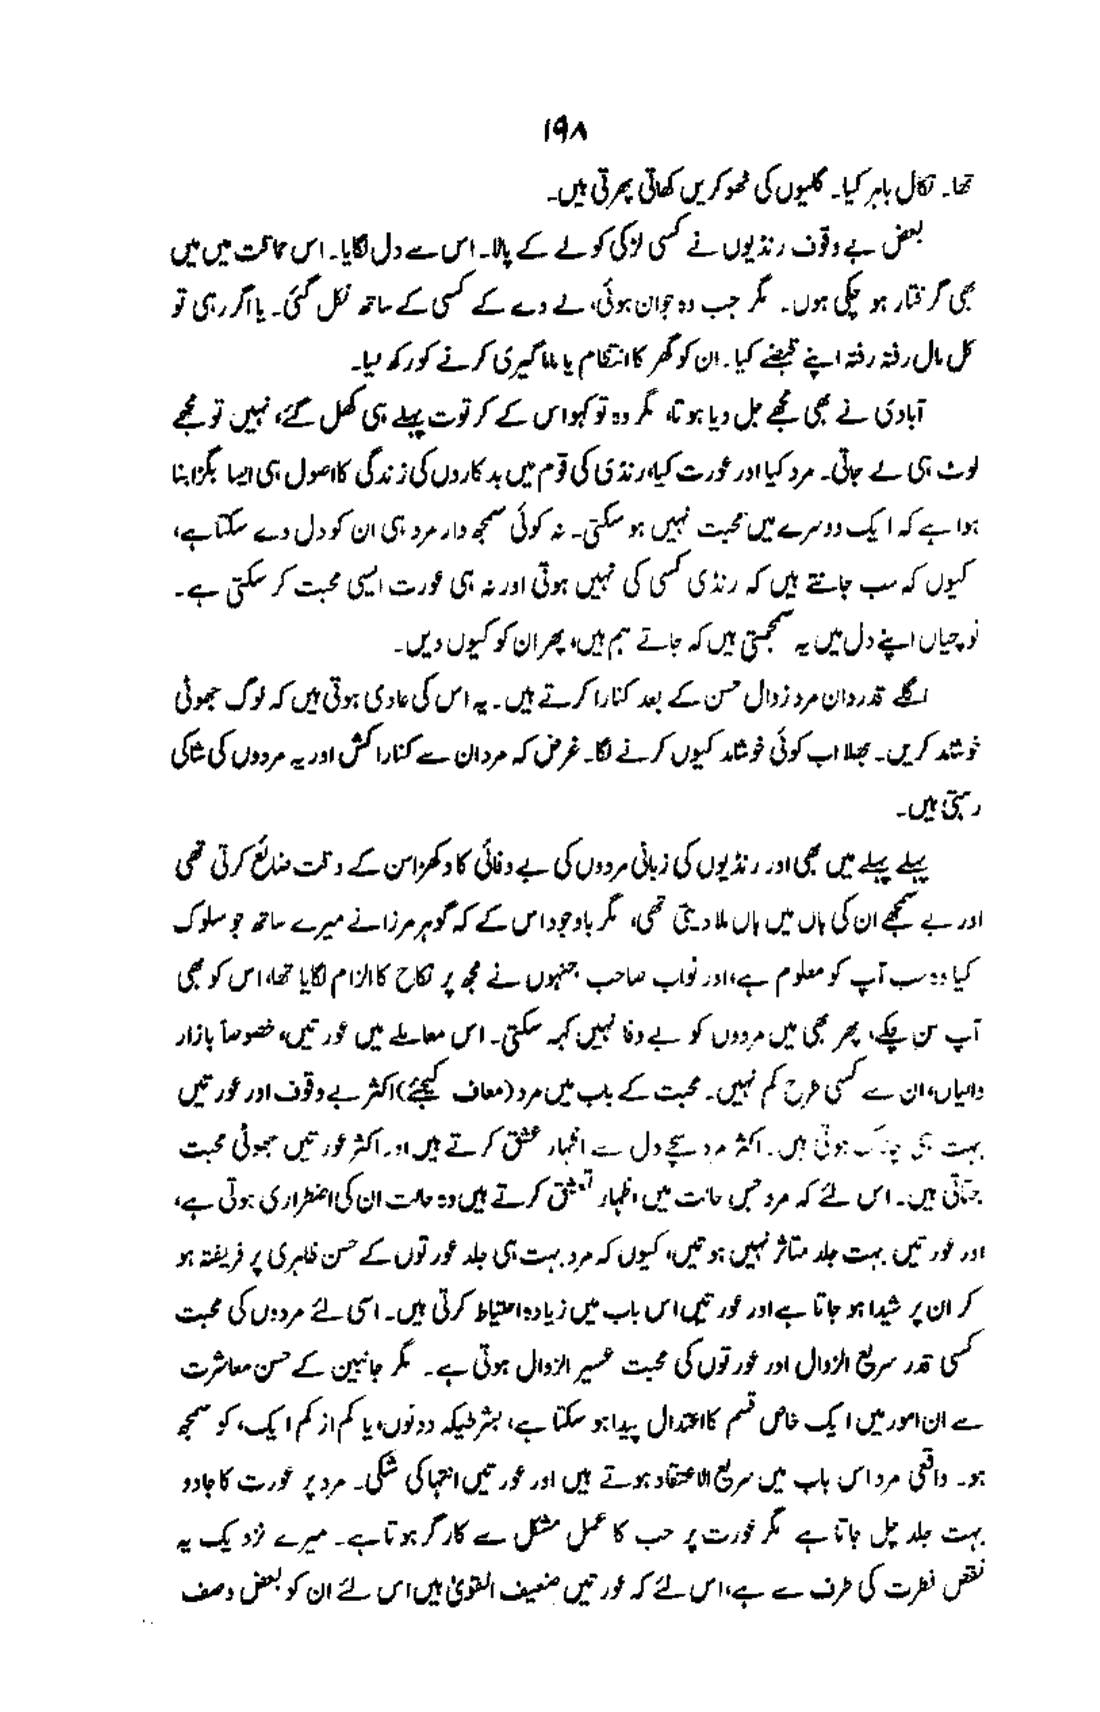 ۱۹۸
تھا۔ نکال باہر کیا۔ گلیوں کی ٹھوکریں کھاتی پھرتی ہیں۔
بعض بے وقوف رنڈیوں نے کسی لڑکی کو لے کے پالا۔ اس سے دل لگایا۔ اس حماقت میں میں
بھی گرفتار ہو چکی ہوں۔ مگر جب وہ جوان ہوئی، لے دے کے کسی کے ساتھ نکل گئی۔ یا اگر رہی تو
کل مال رفتہ رفتہ اپنے قبضے کیا۔ ان کو گھر کا انتظام یا ماما گیری کرنے کو رکھ لیا۔
آبادی نے بھی مجھے جل دیا ہوتا، مگر وہ تو کہو اس کے کرتوت پہلے ہی کھل گئے، نہیں تو مجھے
لوٹ ہی لے جاتی۔ مرد کیا اور عورت کیا، رنڈی کی قوم میں بدکاروں کی زندگی کا اصول ہی ایسا بگڑا بنا
ہوا ہے کہ ایک دوسرے میں محبت نہیں ہو سکتی۔ نہ کوئی سمجھ دار مرد ہی ان کو دل دے سکتا ہے،
کیوں کہ سب جانتے ہیں کہ رنڈی کسی کی نہیں ہوتی اور نہ ہی عورت ایسی محبت کر سکتی ہے۔
نوچیاں اپنے دل میں یہ سمجھتی ہیں کہ جاتے ہم ہیں، پھر ان کو کیوں دیں۔
اگلے قدردان مرد زوال حسن کے بعد کنارا کرتے ہیں۔ یہ اس کی عادی ہوتی ہیں کہ لوگ جھوٹی
خوشامد کریں۔ بھلا اب کوئی خوشامد کیوں کرنے لگا۔ غرض کہ مرد ان سے کنارا کش اور یہ مردوں کی شاکی
رہتی ہیں۔
پہلے پہلے میں بھی اور رنڈیوں کی زبانی مردوں کی بے وفائی کا دکھڑا سن کے وقت ضائع کرتی تھی
اور بے سمجھے ان کی ہاں میں ہاں ملا دیتی تھی، مگر باوجود اس کے کہ گوہر مرزا نے میرے ساتھ جو سلوک
کیا وہ سب آپ کو معلوم ہے، اور نواب صاحب جنہوں نے مجھ پر نکاح کا الزام لگایا تھا، اس کو بھی
آپ سن چکے، پھر بھی میں مردوں کو بے وفا نہیں کہہ سکتی۔ اس معاملے میں عورتیں، خصوصاً بازار
والیاں، ان سے کسی طرح کم نہیں۔ محبت کے باب میں مرد (معاف کیجئے) اکثر بے وقوف اور عورتیں
بہت ہی چالاک ہوتی ہیں۔ اکثر مرد سچے دل سے اظہار عشق کرتے ہیں اور اکثر عورتیں جھوٹی محبت
جتاتی ہیں۔ اس لئے کہ مرد جس حالت میں اظہار تعشق کرتے ہیں وہ حالت ان کی اضطراری ہوتی ہے،
اور عورتیں بہت جلد متاثر نہیں ہوتیں، کیوں کہ مرد بہت ہی جلد عورتوں کے حسن ظاہری پر فریفتہ ہو
کر ان پر شیدا ہو جاتا ہے اور عورتیں اس باب میں زیادہ احتیاط کرتی ہیں۔ اسی لئے مردوں کی محبت
کسی قدر سریع الزوال اور عورتوں کی محبت عسیر الزوال ہوتی ہے۔ مگر جانبین کے حسن معاشرت
سے ان امور میں ایک خاص قسم کا اعتدال پیدا ہو سکتا ہے، بشرطیکہ دونوں، یا کم از کم ایک، کو سمجھ
ہو۔ واقعی مرد اس باب میں سریع الاعتقاد ہوتے ہیں اور عورتیں انتہا کی شکی۔ مرد پر عورت کا جادو
بہت جلد چل جاتا ہے مگر عورت پر حب کا عمل مشکل سے کارگر ہوتا ہے۔ میرے نزدیک یہ
نقص فطرت کی طرف سے ہے، اس لئے کہ عورتیں ضعیف القویٰ ہیں اس لئے ان کو بعض وصف